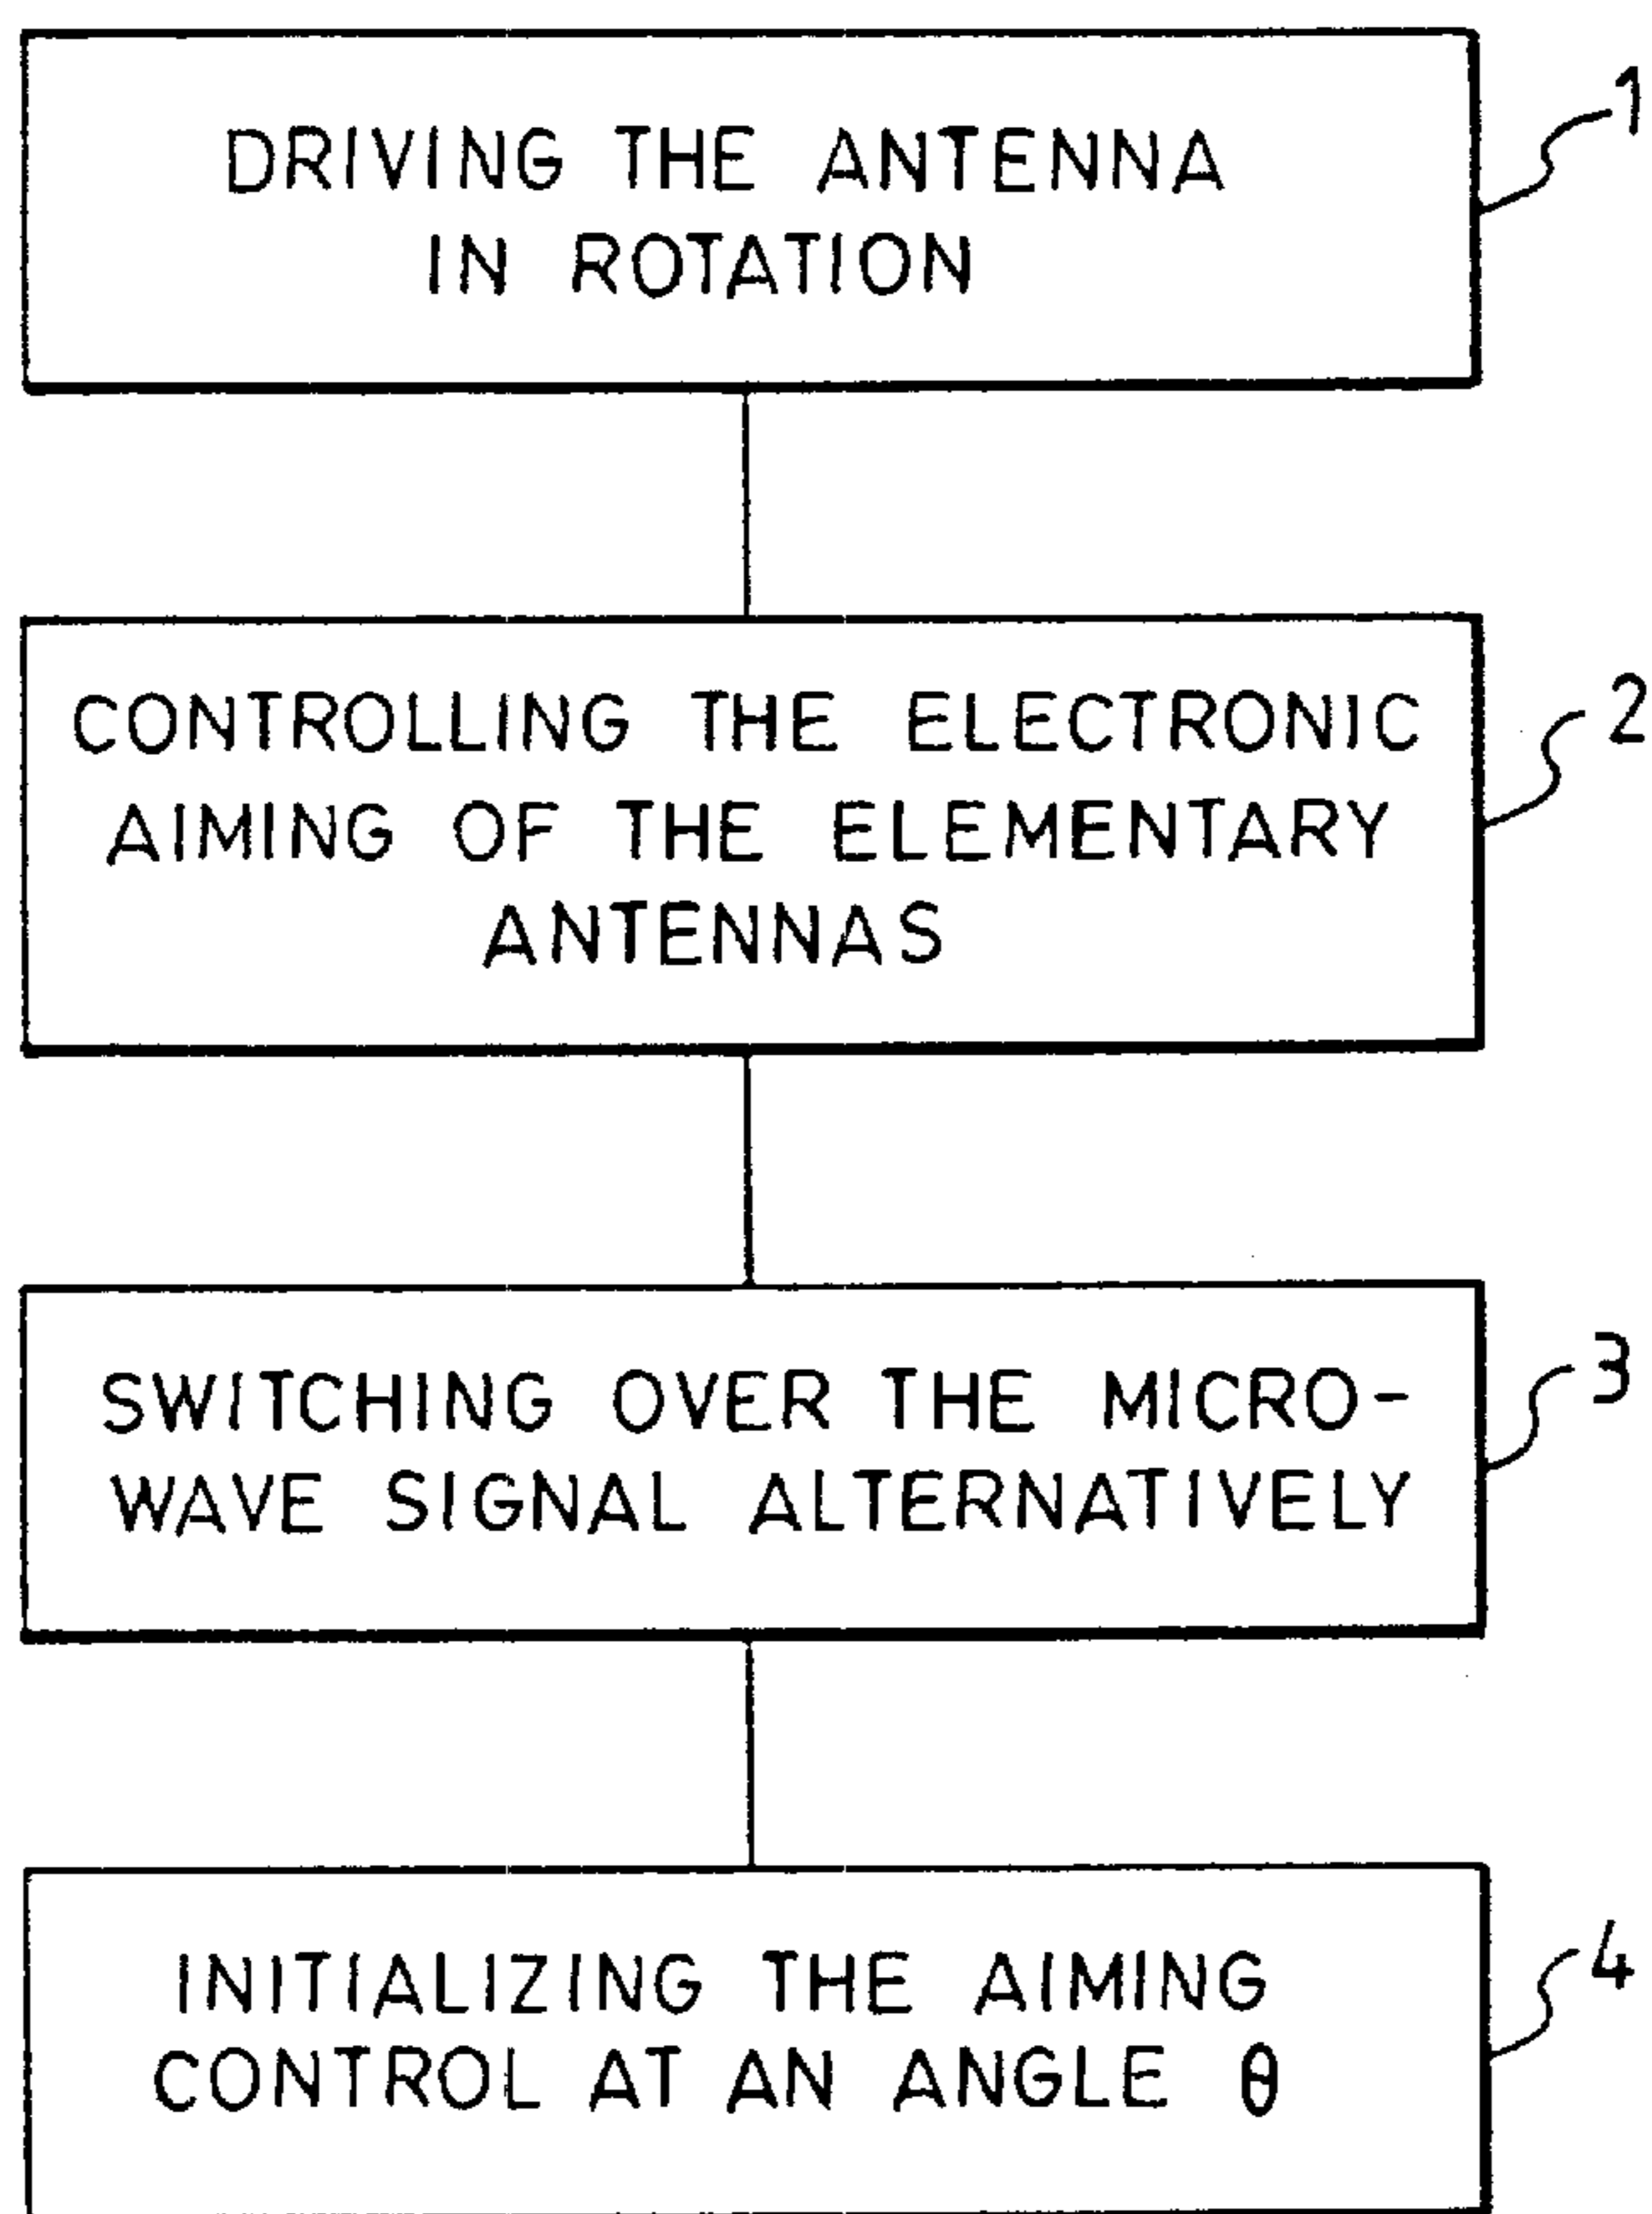 DRIVING THE ANTENNA
IN ROTATION
1
CONTROLLING THE ELECTRONIC
AIMING OF THE ELEMENTARY
ANTENNAS
2
SWITCHING OVER THE MICRO-
WAVE SIGNAL ALTERNATIVELY
3
INITIALIZING THE AIMING
CONTROL AT AN ANGLE θ
4